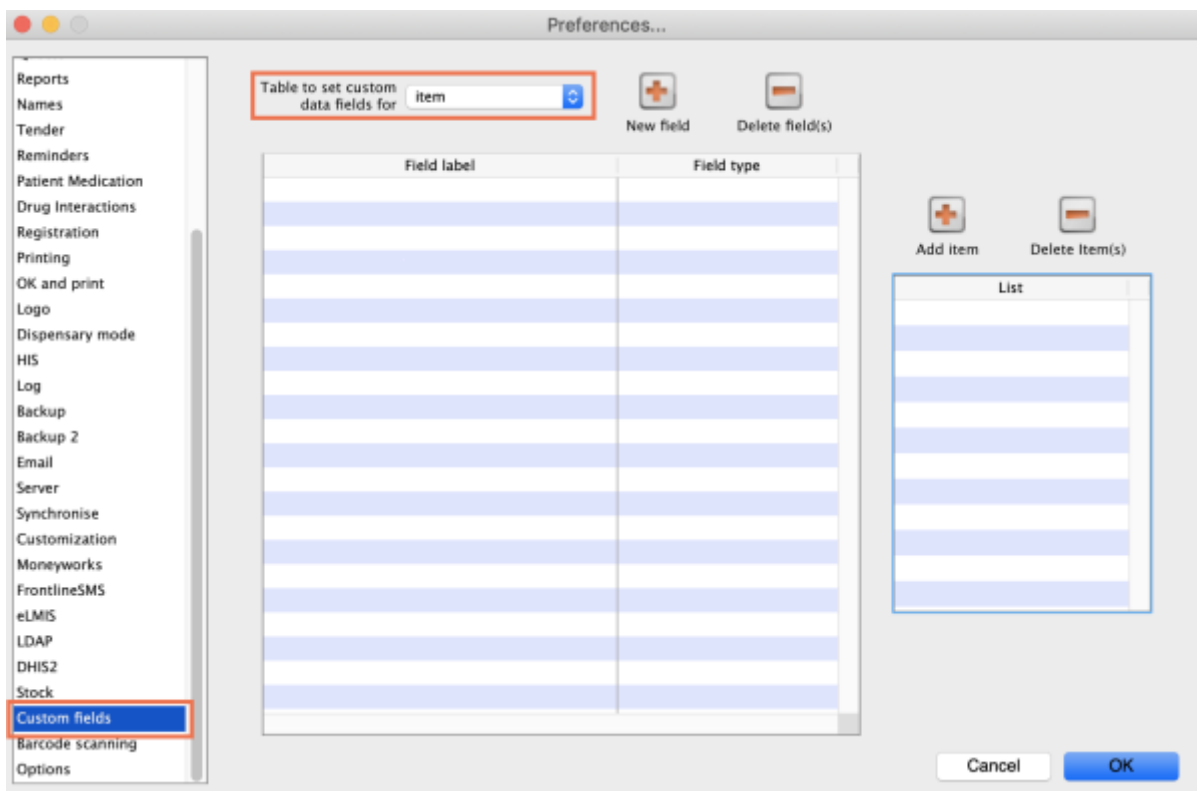 Preferences...
Reports
Names
Tender
Reminders
Patient Medication
Drug Interactions
Registration
Printing
OK and print
Logo
Dispensary mode
HIS
Log
Backup
Backup 2
Email
Server
Synchronise
Customization
Moneyworks
FrontlineSMS
eLMIS
LDAP
DHIS2
Stock
Custom fields
Barcode scanning
Options
Table to set custom
data fields for
item
New field
Delete field(s)
Field label
Field type
Add item
Delete Item(s)
List
Cancel
OK